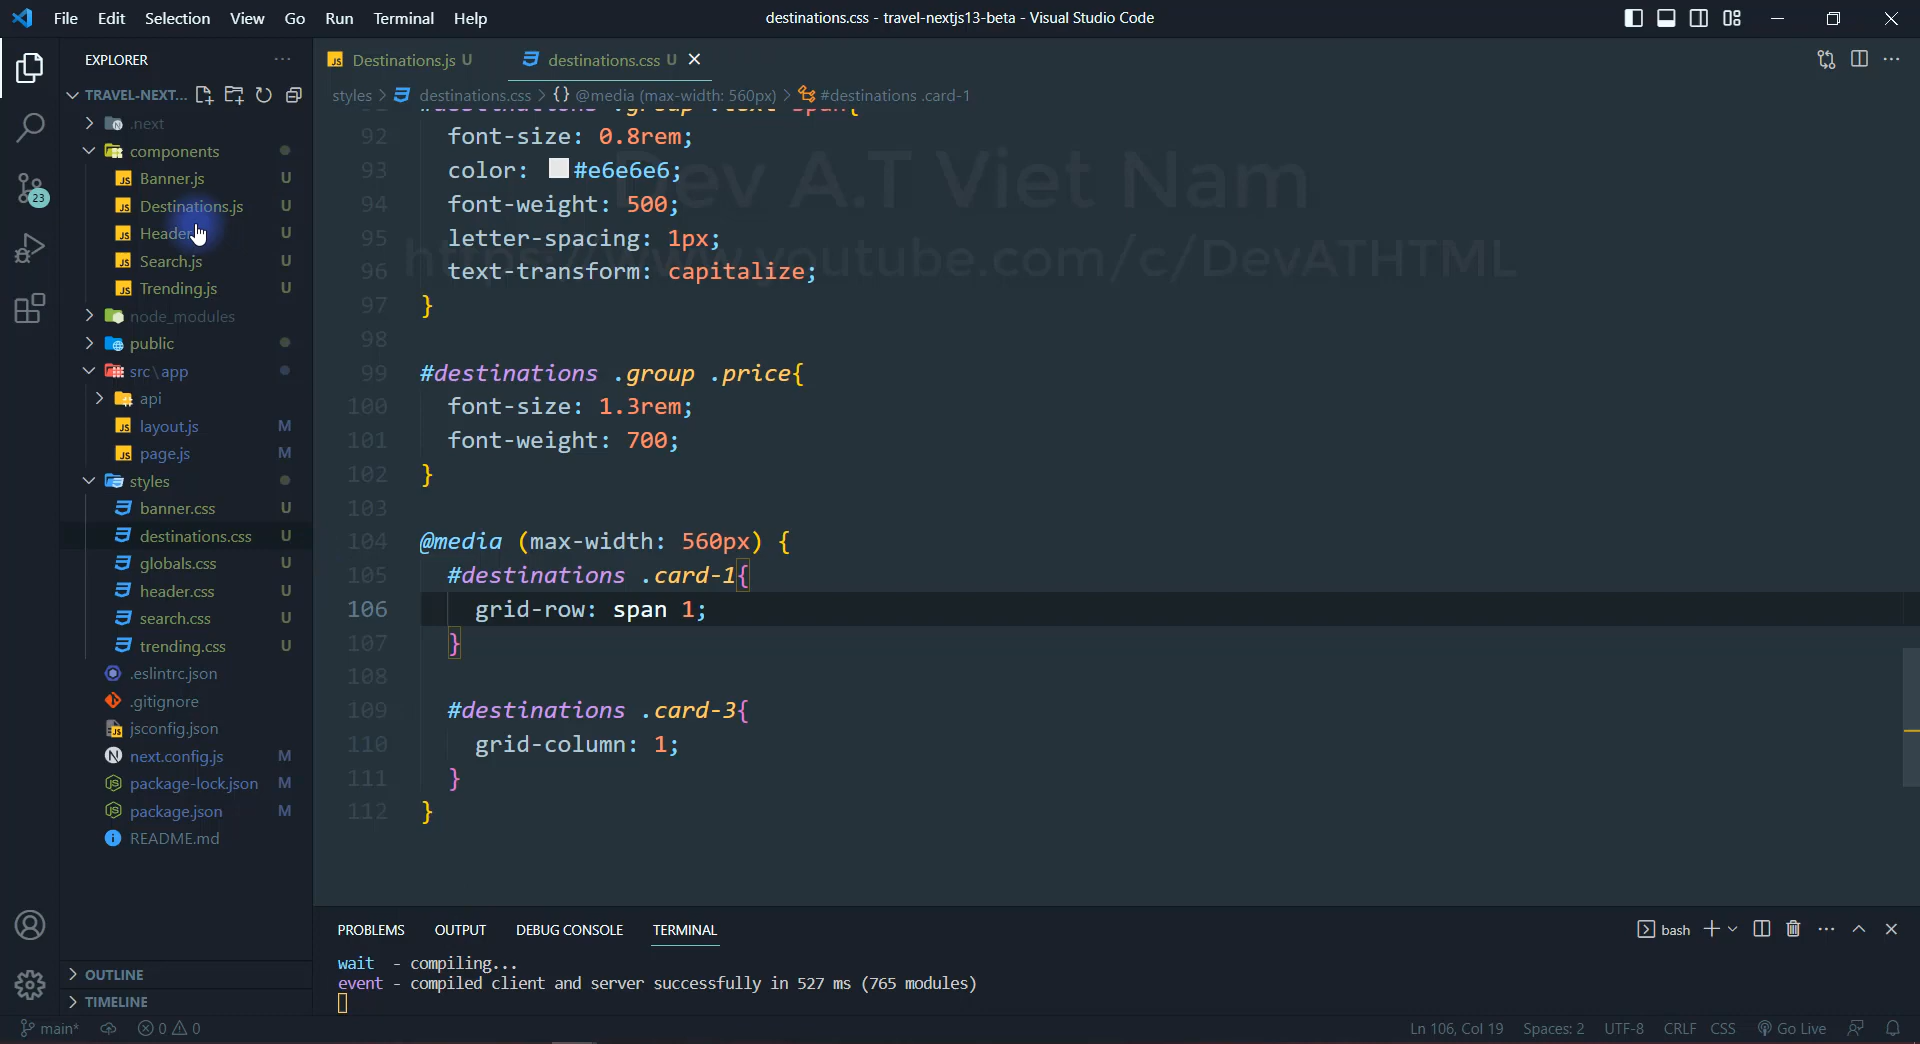 File Edit Selection View Go Run Terminal Help
destinations.css - travel-nextjs13-beta - Visual Studio Code
EXPLORER
TRAVEL-NEXT...
.next
components
Banner.js U
Destinations.js U
Header U
Search.js U
Trending.js U
node_modules
public
src\app
api
layout.js M
page.js M
styles
banner.css U
destinations.css U
globals.css U
header.css U
search.css U
trending.css U
.eslintrc.json
.gitignore
jsconfig.json
next.config.js M
package-lock.json M
package.json M
README.md
OUTLINE
TIMELINE
23
Destinations.js U
destinations.css U
styles > destinations.css > {} @media (max-width: 560px) > #destinations .card-1
#destinations .group .text span{
92 font-size: 0.8rem;
93 color: #e6e6e6;
94 font-weight: 500;
95 letter-spacing: 1px;
96 text-transform: capitalize;
97 }
98
99 #destinations .group .price{
100 font-size: 1.3rem;
101 font-weight: 700;
102 }
103
104 @media (max-width: 560px) {
105 #destinations .card-1{
106 grid-row: span 1;
107 }
108
109 #destinations .card-3{
110 grid-column: 1;
111 }
112 }
Dev A.T Viet Nam
https://www.youtube.com/c/DevATHTML
PROBLEMS OUTPUT DEBUG CONSOLE TERMINAL
bash
wait - compiling...
event - compiled client and server successfully in 527 ms (765 modules)
main* 0 0
Ln 106, Col 19 Spaces: 2 UTF-8 CRLF CSS Go Live